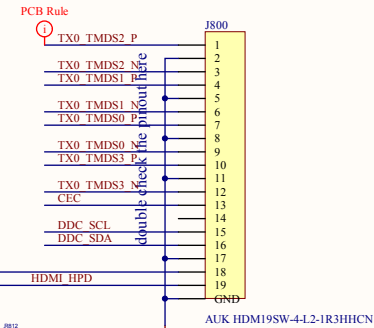 PCB Rule
i
J800
TX0_TMDS2_P
1
2
TX0_TMDS2_N
3
TX0_TMDS1_P
4
5
TX0_TMDS1_N
6
TX0_TMDS0_P
7
8
TX0_TMDS0_N
9
TX0_TMDS3_P
10
11
TX0_TMDS3_N
12
CEC
13
14
DDC_SCL
15
DDC_SDA
16
17
18
HDMI_HPD
19
GND
double check the pinout here
AUK HDM19SW-4-L2-1R3HHCN
R812